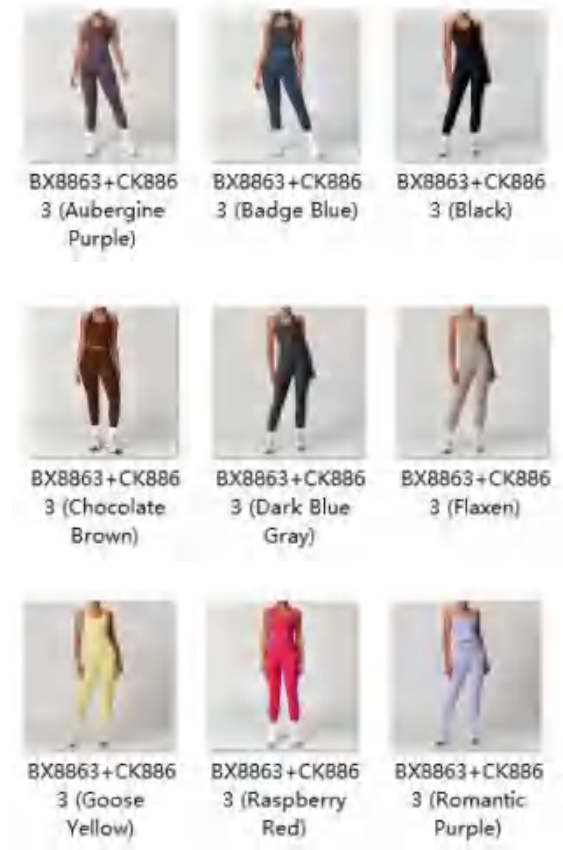 BX8863+CK886
3 (Aubergine
Purple)
BX8863+CK886
3 (Badge Blue)
BX8863+CK886
3 (Black)
BX8863+CK886
3 (Chocolate
Brown)
BX8863+CK886
3 (Dark Blue
Gray)
BX8863+CK886
3 (Flaxen)
BX8863+CK886
3 (Goose
Yellow)
BX8863+CK886
3 (Raspberry
Red)
BX8863+CK886
3 (Romantic
Purple)